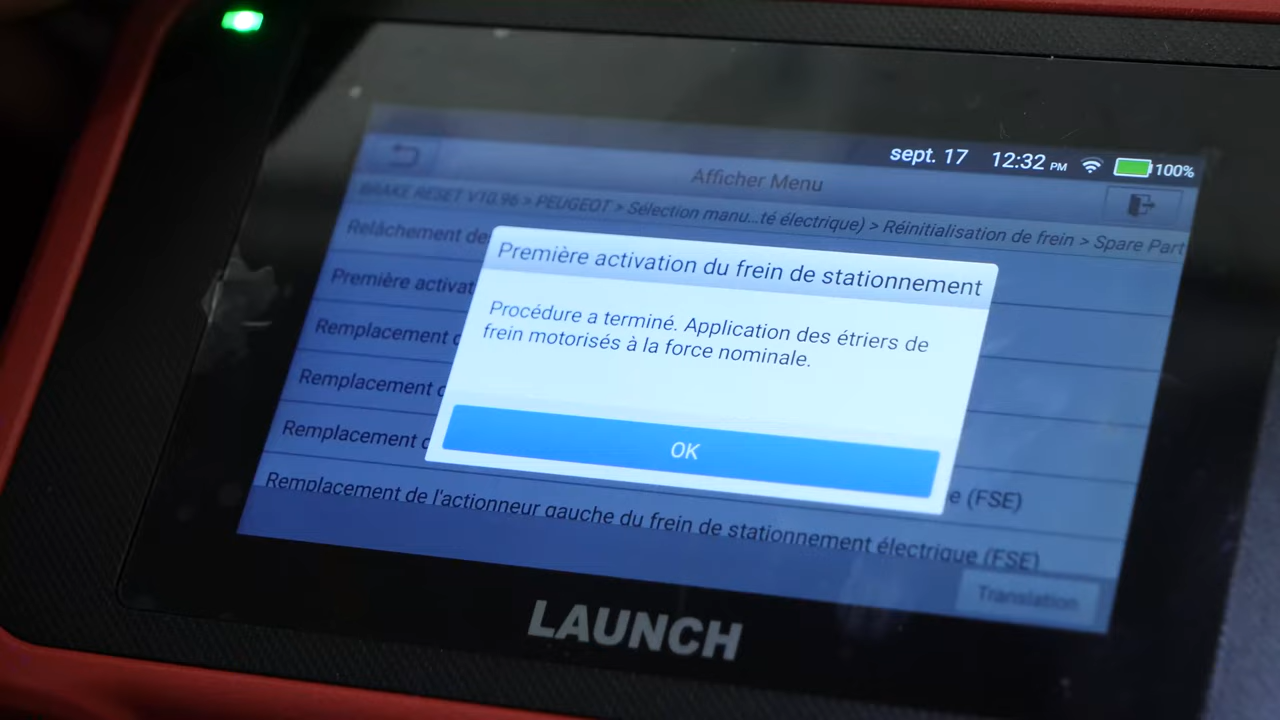 sept. 17 12:32 PM 100%
Afficher Menu
BRAKE RESET V10.96 > PEUGEOT > Sélection manu...té électrique) > Réinitialisation de frein > Spare Part
Relâchement de
Première activat
Remplacement
Remplacement
Remplacement
Première activation du frein de stationnement
Procédure a terminé. Application des étriers de
frein motorisés à la force nominale.
OK
e (FSE)
Remplacement de l'actionneur gauche du frein de stationnement électrique (FSE)
Translation
LAUNCH